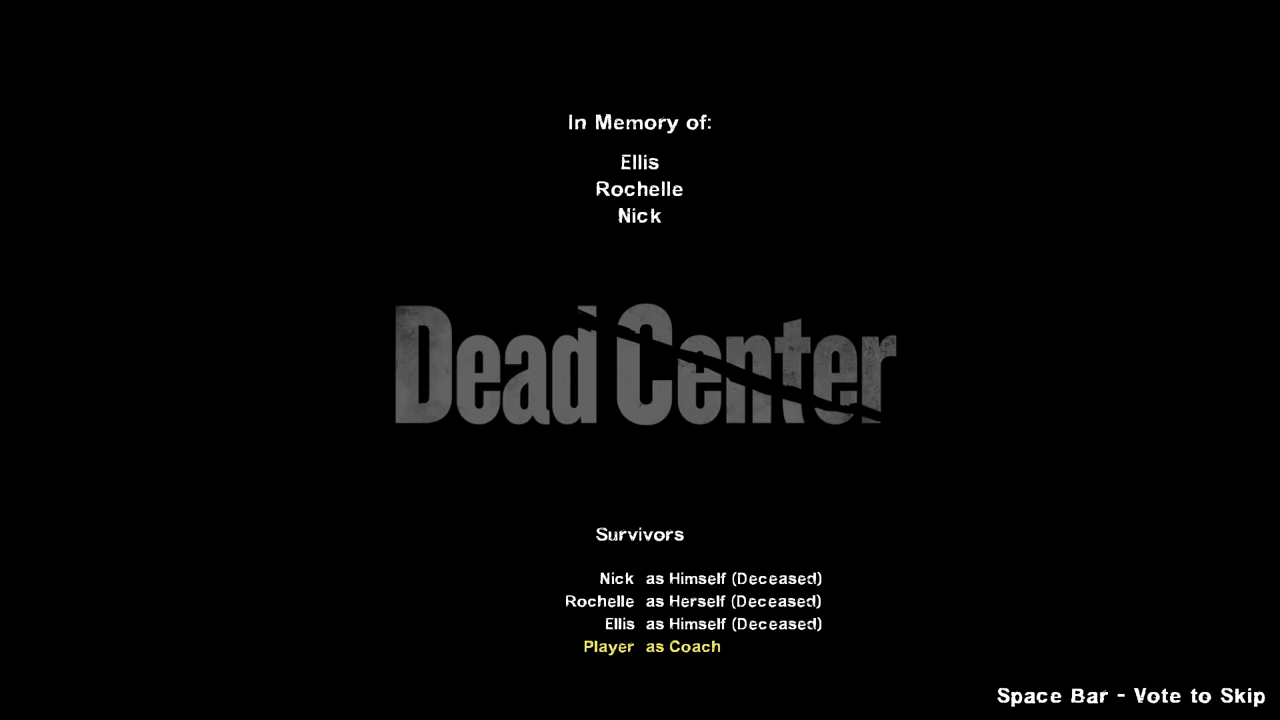 In Memory of:
Ellis
Rochelle
Nick
Dead Center
Survivors
Nick as Himself (Deceased)
Rochelle as Herself (Deceased)
Ellis as Himself (Deceased)
Player as Coach
Space Bar - Vote to Skip